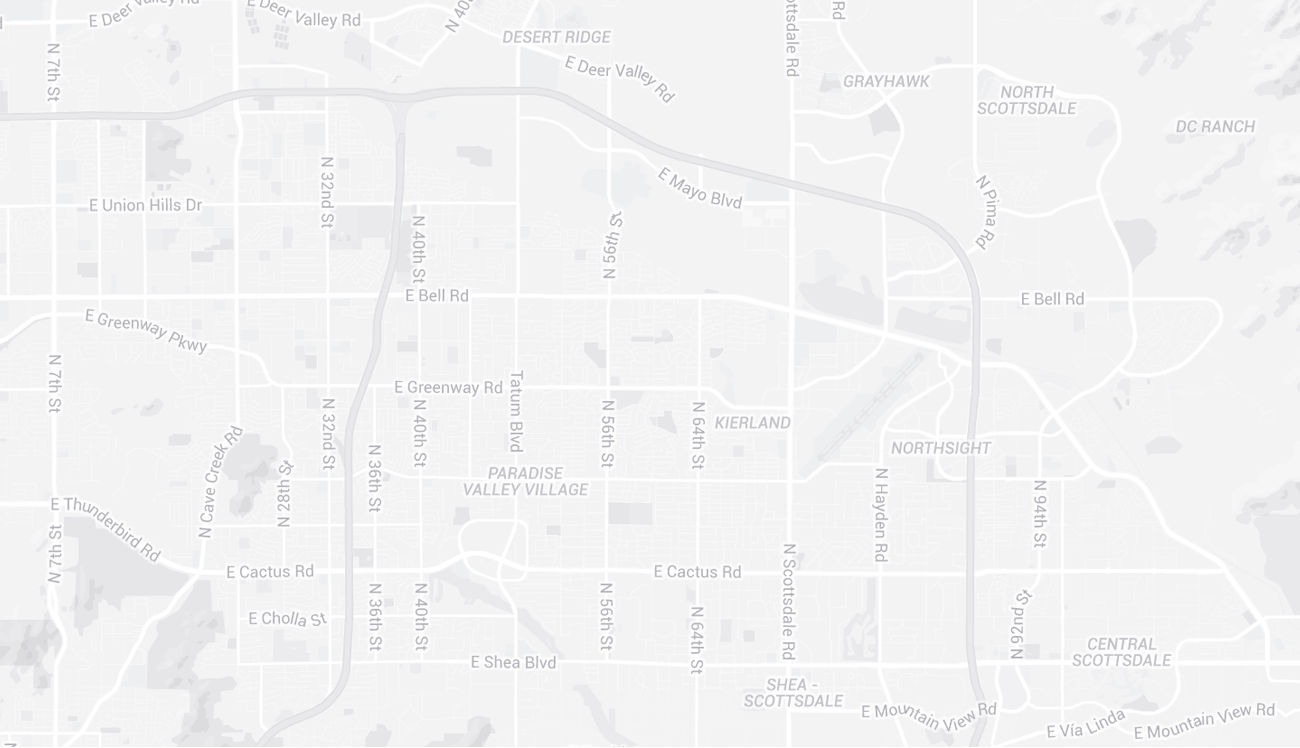 E Deer Valley Rd
E Deer Valley Rd
DESERT RIDGE
E Deer Valley Rd
N 7th St
GRAYHAWK
NORTH
SCOTTSDALE
DC RANCH
N 32nd St
E Mayo Blvd
N Pima Rd
E Union Hills Dr
N 40th St
N 56th St
E Bell Rd
E Bell Rd
E Greenway Pkwy
N 7th St
E Greenway Rd
Tatum Blvd
N 32nd St
N 40th St
N 56th St
N 64th St
KIERLAND
N Cave Creek Rd
N 28th St
N 36th St
NORTHSIGHT
PARADISE
VALLEY VILLAGE
N Hayden Rd
N 94th St
E Thunderbird Rd
N 7th St
E Cactus Rd
E Cactus Rd
N Scottsdale Rd
N 36th St
N 40th St
N 56th St
N 64th St
E Cholla St
N 92nd St
E Shea Blvd
CENTRAL
SCOTTSDALE
SHEA -
SCOTTSDALE
E Mountain View Rd
E Vía Linda
E Mountain View Rd